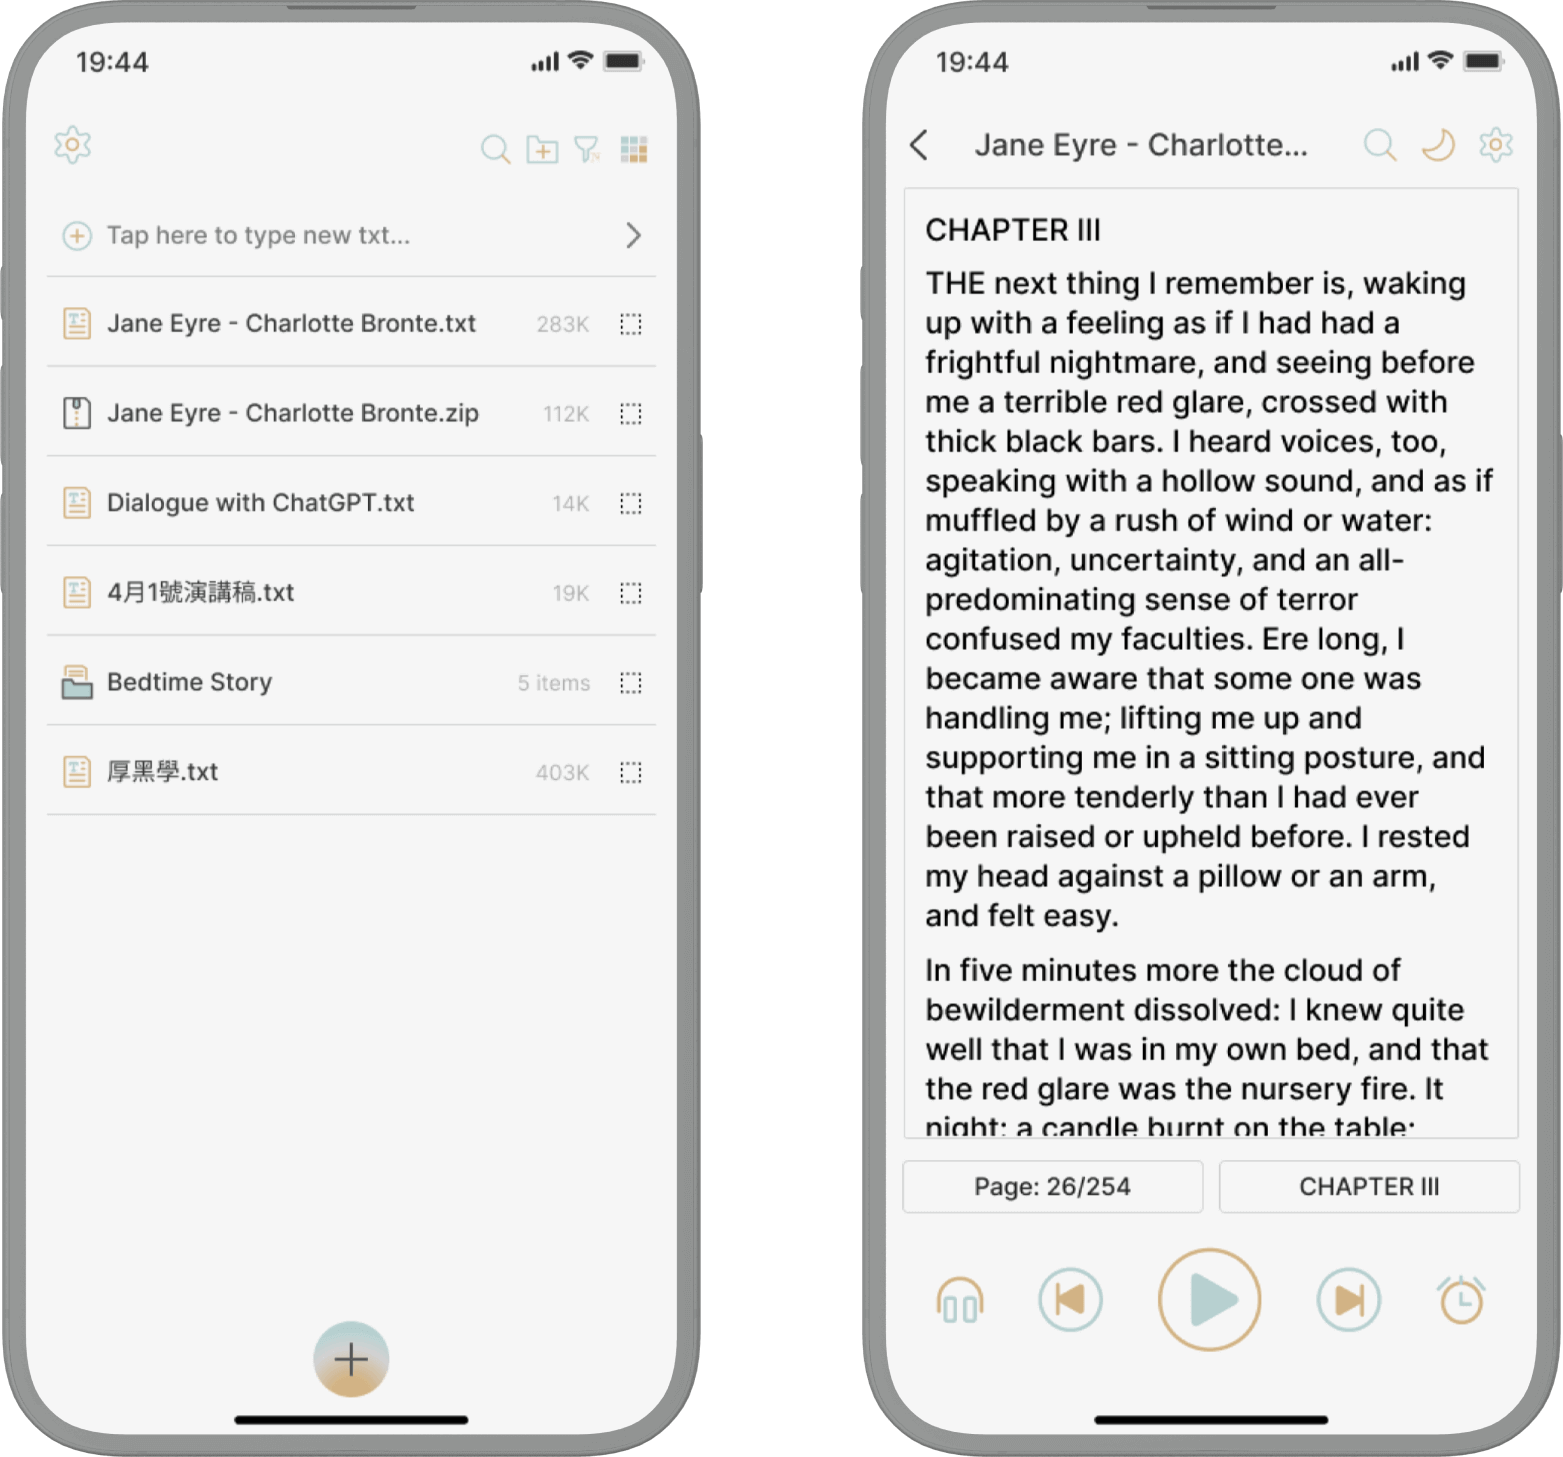 19:44
Tap here to type new txt...
Jane Eyre - Charlotte Bronte.txt 283K
Jane Eyre - Charlotte Bronte.zip 112K
Dialogue with ChatGPT.txt 14K
4月1號演講稿.txt 19K
Bedtime Story 5 items
厚黑學.txt 403K
19:44
Jane Eyre - Charlotte...
CHAPTER III
THE next thing I remember is, waking
up with a feeling as if I had had a
frightful nightmare, and seeing before
me a terrible red glare, crossed with
thick black bars. I heard voices, too,
speaking with a hollow sound, and as if
muffled by a rush of wind or water:
agitation, uncertainty, and an all-
predominating sense of terror
confused my faculties. Ere long, I
became aware that some one was
handling me; lifting me up and
supporting me in a sitting posture, and
that more tenderly than I had ever
been raised or upheld before. I rested
my head against a pillow or an arm,
and felt easy.
In five minutes more the cloud of
bewilderment dissolved: I knew quite
well that I was in my own bed, and that
the red glare was the nursery fire. It
night: a candle burnt on the table;
Page: 26/254
CHAPTER III